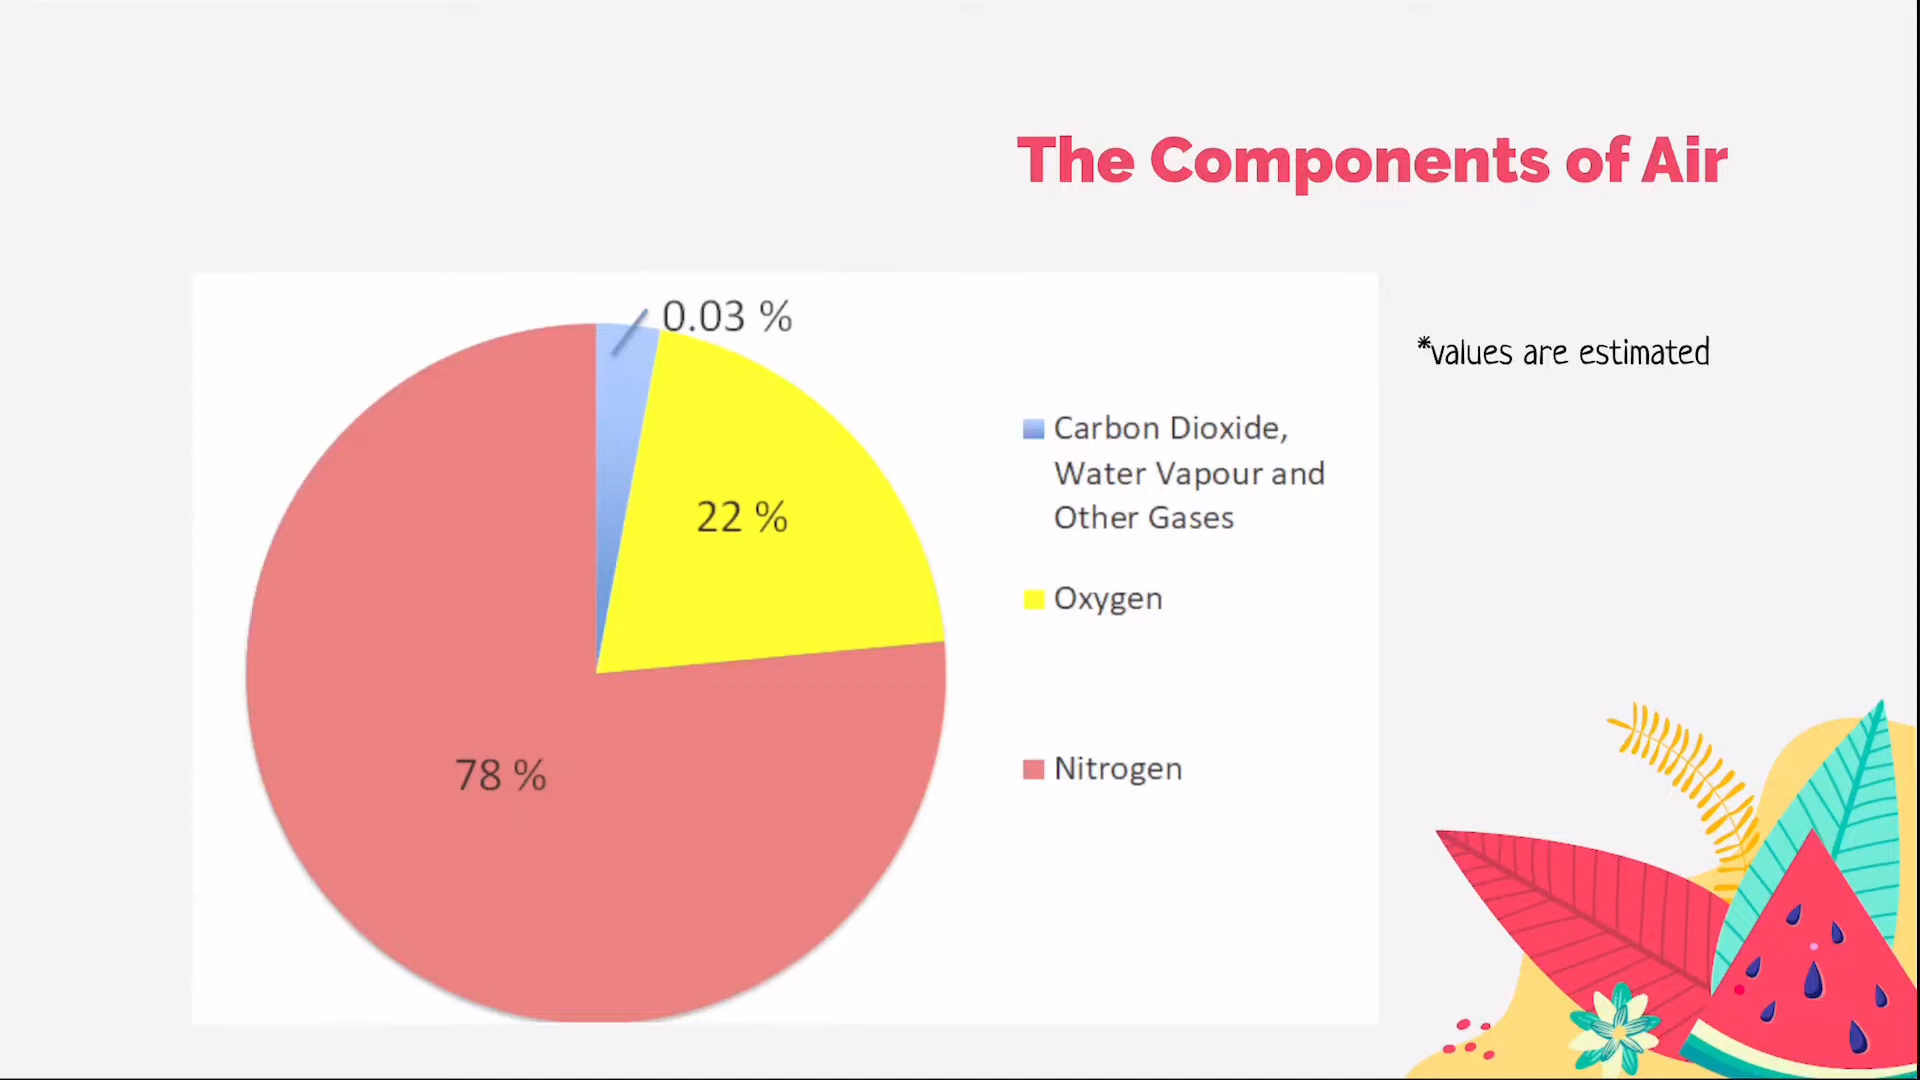 The Components of Air
*values are estimated
0.03 %
22 %
78 %
Carbon Dioxide,
Water Vapour and
Other Gases
Oxygen
Nitrogen